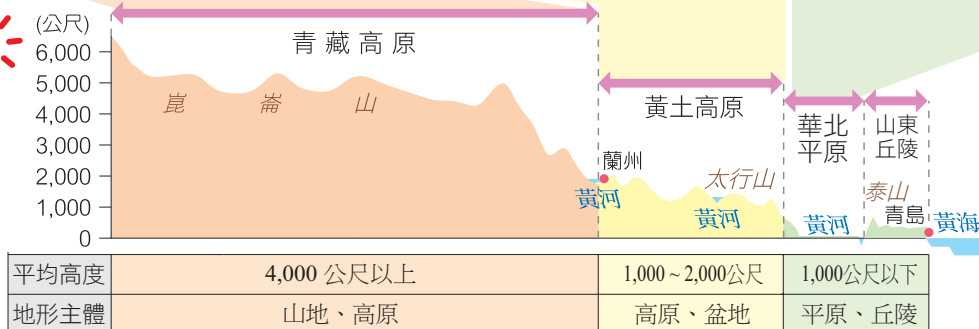 (公尺)
6,000
5,000
4,000
3,000
2,000
1,000
0
青藏高原
崑崙山
黃土高原
華北
平原
山東
丘陵
蘭州
黃河
太行山
黃河
黃河
泰山
青島
黃海
平均高度 4,000 公尺以上 1,000 ~ 2,000公尺 1,000公尺以下
地形主體 山地、高原 高原、盆地 平原、丘陵